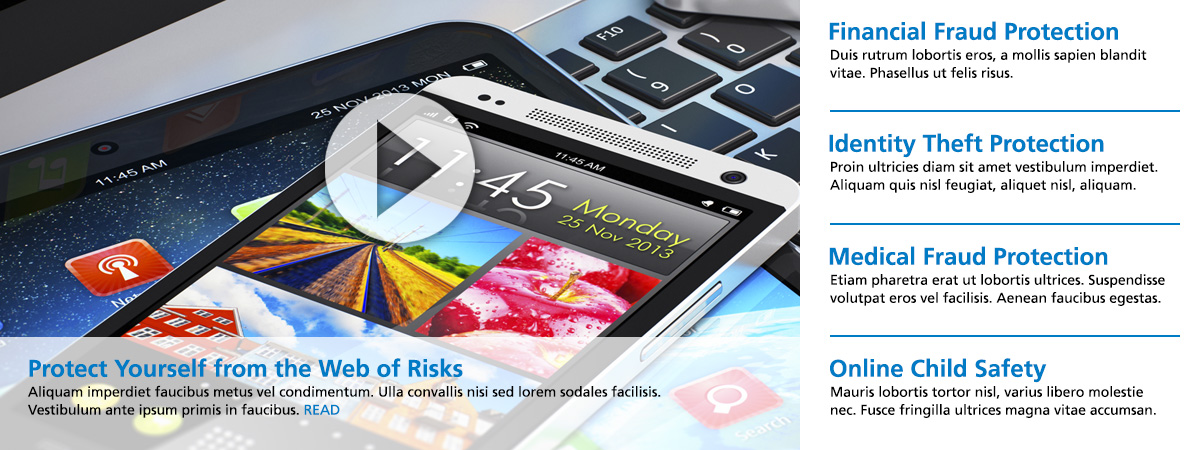 F10
25 NOV 2013 MON
11:45 AM
11:45 AM
11:45
Monday
25 Nov 2013
K
Search
Protect Yourself from the Web of Risks
Aliquam imperdiet faucibus metus vel condimentum. Ulla convallis nisi sed lorem sodales facilisis.
Vestibulum ante ipsum primis in faucibus. READ
Financial Fraud Protection
Duis rutrum lobortis eros, a mollis sapien blandit
vitae. Phasellus ut felis risus.
Identity Theft Protection
Proin ultricies diam sit amet vestibulum imperdiet.
Aliquam quis nisl feugiat, aliquet nisl, aliquam.
Medical Fraud Protection
Etiam pharetra erat ut lobortis ultrices. Suspendisse
volutpat eros vel facilisis. Aenean faucibus egestas.
Online Child Safety
Mauris lobortis tortor nisl, varius libero molestie
nec. Fusce fringilla ultrices magna vitae accumsan.